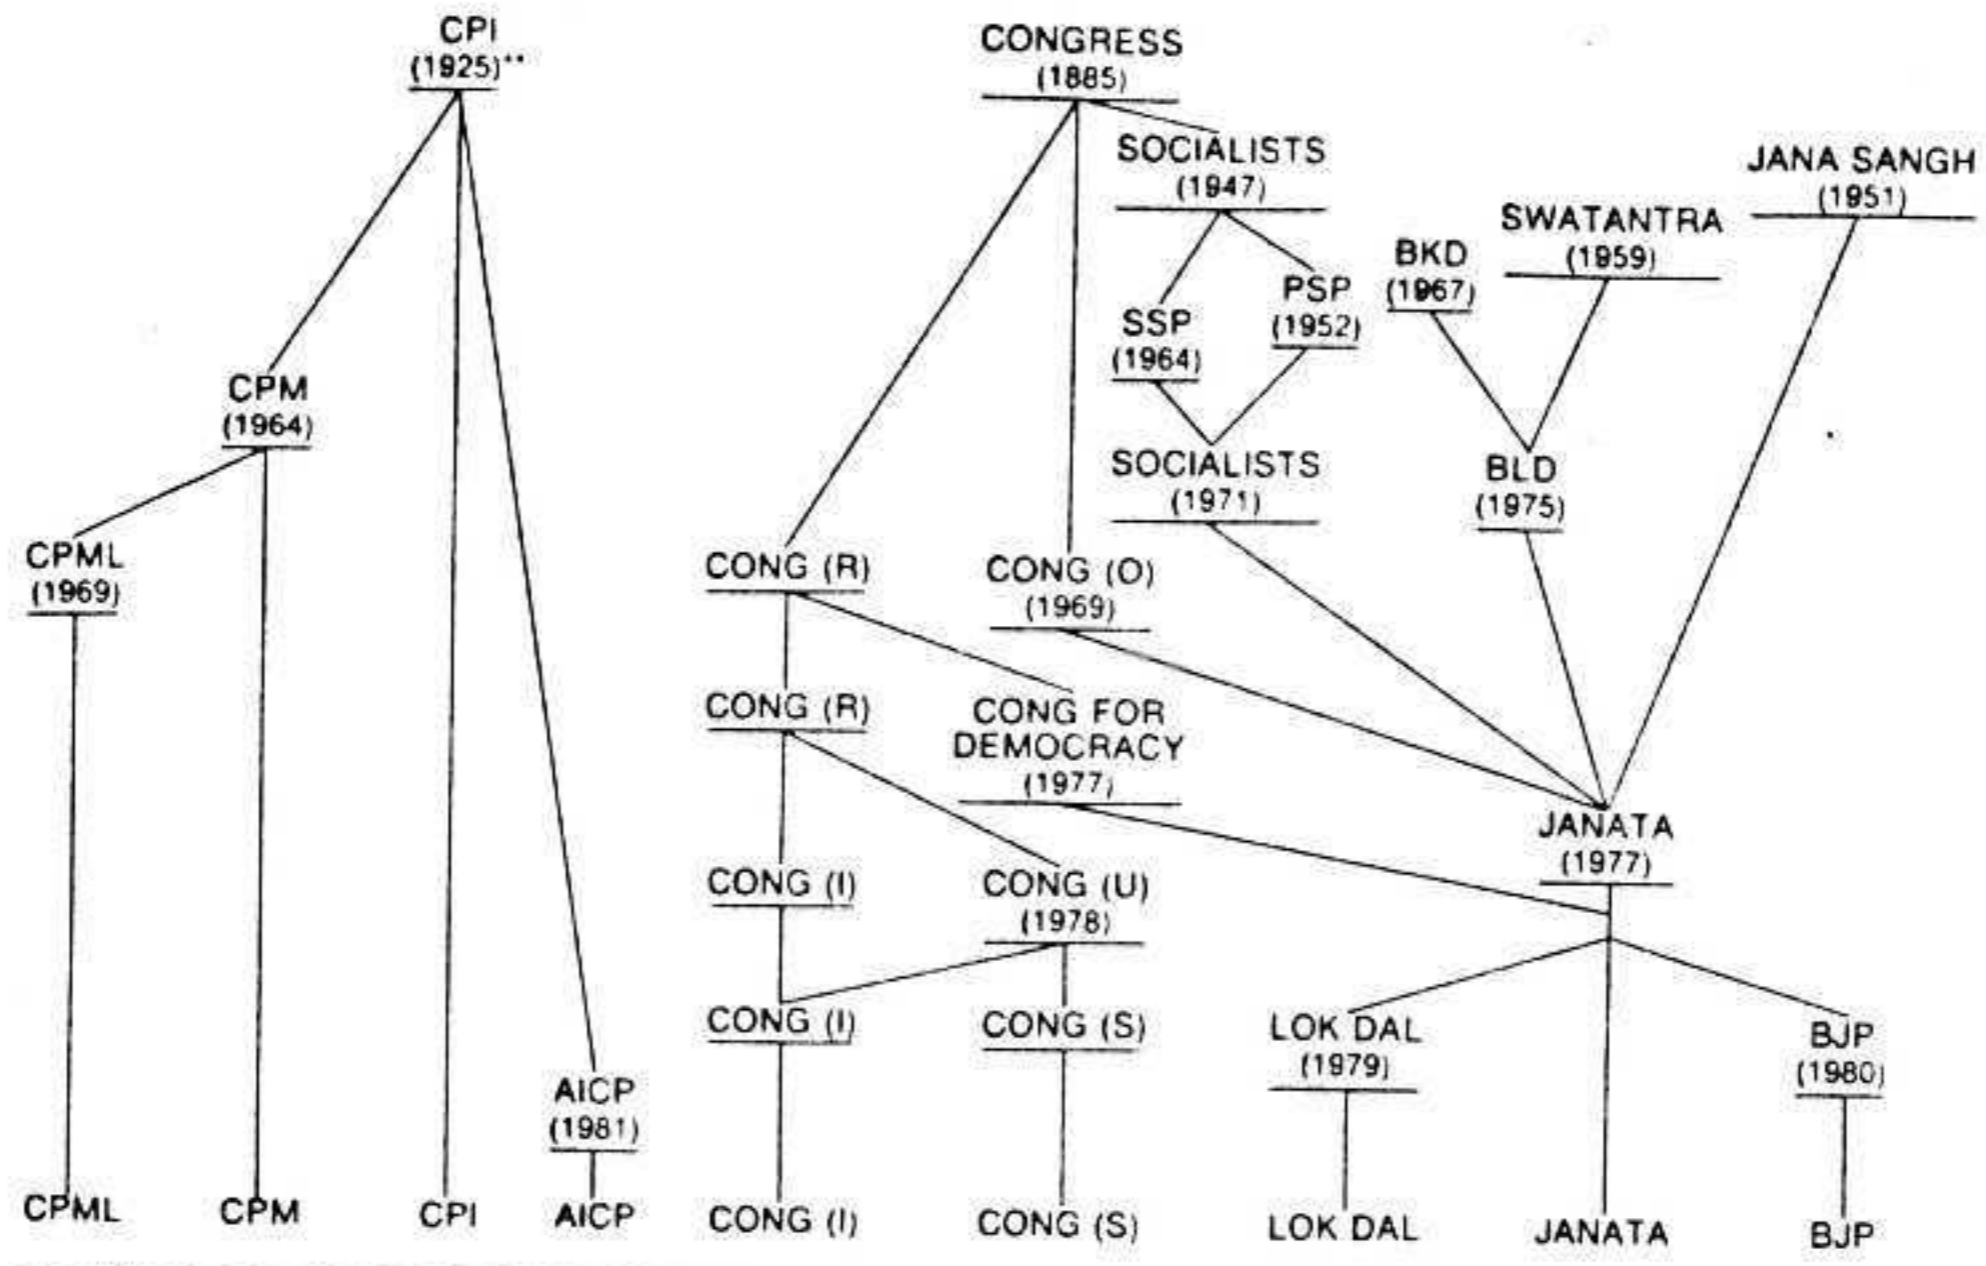 CPI
(1925)**
CONGRESS
(1885)
SOCIALISTS
(1947)
JANA SANGH
(1951)
SWATANTRA
(1959)
BKD
(1967)
PSP
(1952)
SSP
(1964)
CPM
(1964)
SOCIALISTS
(1971)
BLD
(1975)
CPML
(1969)
CONG (R)
CONG (O)
(1969)
CONG (R)
CONG FOR
DEMOCRACY
(1977)
JANATA
(1977)
CONG (I)
CONG (U)
(1978)
CONG (I)
CONG (S)
LOK DAL
(1979)
BJP
(1980)
AICP
(1981)
CPML
CPM
CPI
AICP
CONG (I)
CONG (S)
LOK DAL
JANATA
BJP